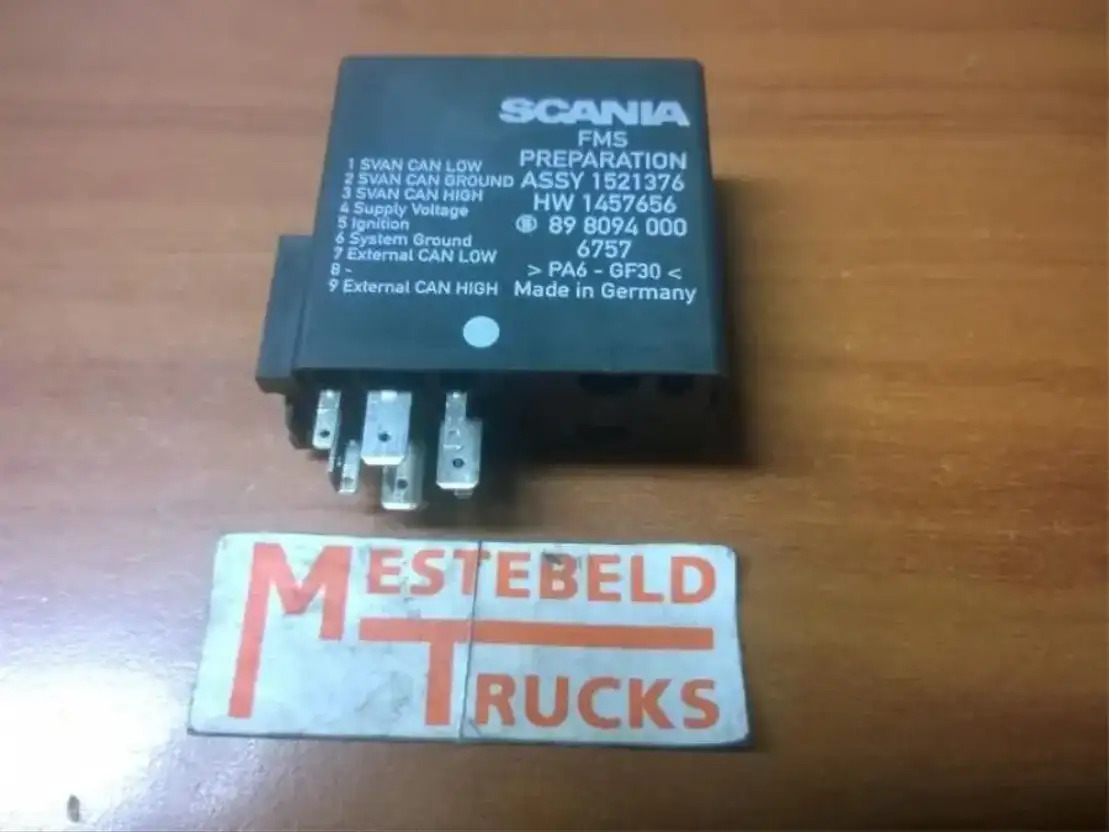 SCANIA
FMS
PREPARATION
ASSY 1521376
HW 1457656
89 8094 000
6757
> PA6 - GF30 <
Made in Germany
1 SVAN CAN LOW
2 SVAN CAN GROUND
3 SVAN CAN HIGH
4 Supply Voltage
5 Ignition
6 System Ground
7 External CAN LOW
8 -
9 External CAN HIGH
MESTEBELD
TRUCKS